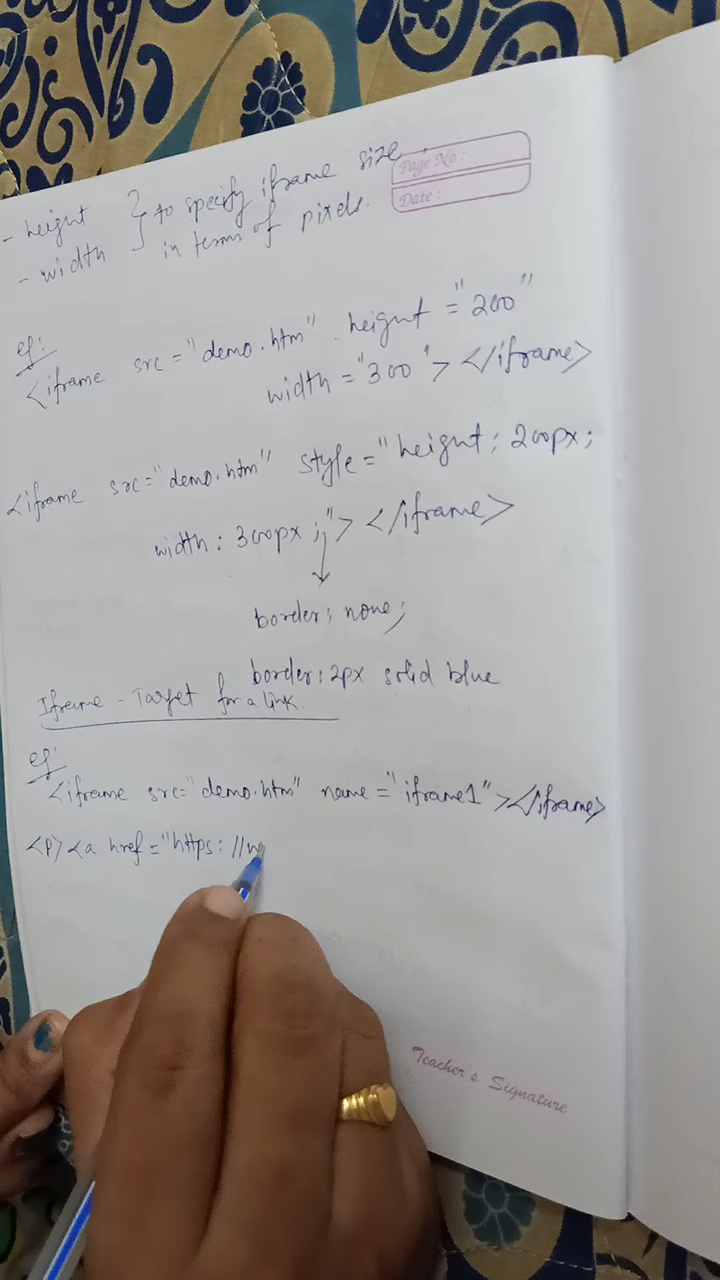 Page No :
Date :
- height } to specify iframe size.
- width } in terms of pixels.
eg:
<iframe src="demo.htm" height="200"
width="300"></iframe>
<iframe src="demo.htm" style="height: 200px;
width: 300px;"></iframe>
border: none;
border: 2px solid blue
Iframe - Target for a link.
eg:
<iframe src="demo.htm" name="iframe1"></iframe>
<p><a href="https://w
Teacher's Signature